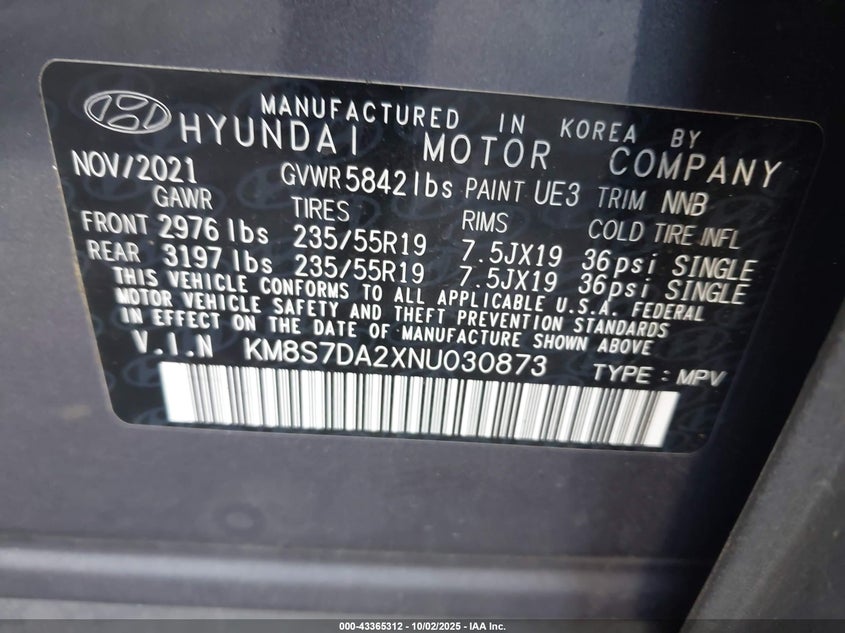 MANUFACTURED IN KOREA BY
HYUNDAI MOTOR COMPANY
NOV/2021 GVWR 5842lbs PAINT UE3 TRIM NNB
GAWR TIRES RIMS COLD TIRE INFL
FRONT 2976 lbs 235/55R19 7.5JX19 36psi SINGLE
REAR 3197 lbs 235/55R19 7.5JX19 36psi SINGLE
THIS VEHICLE CONFORMS TO ALL APPLICABLE U.S.A. FEDERAL
MOTOR VEHICLE SAFETY AND THEFT PREVENTION STANDARDS
IN EFFECT ON THE DATE OF MANUFACTURE SHOWN ABOVE
V.I.N KM8S7DA2XNU030873 TYPE : MPV
000-43365312 - 10/02/2025 - IAA Inc.